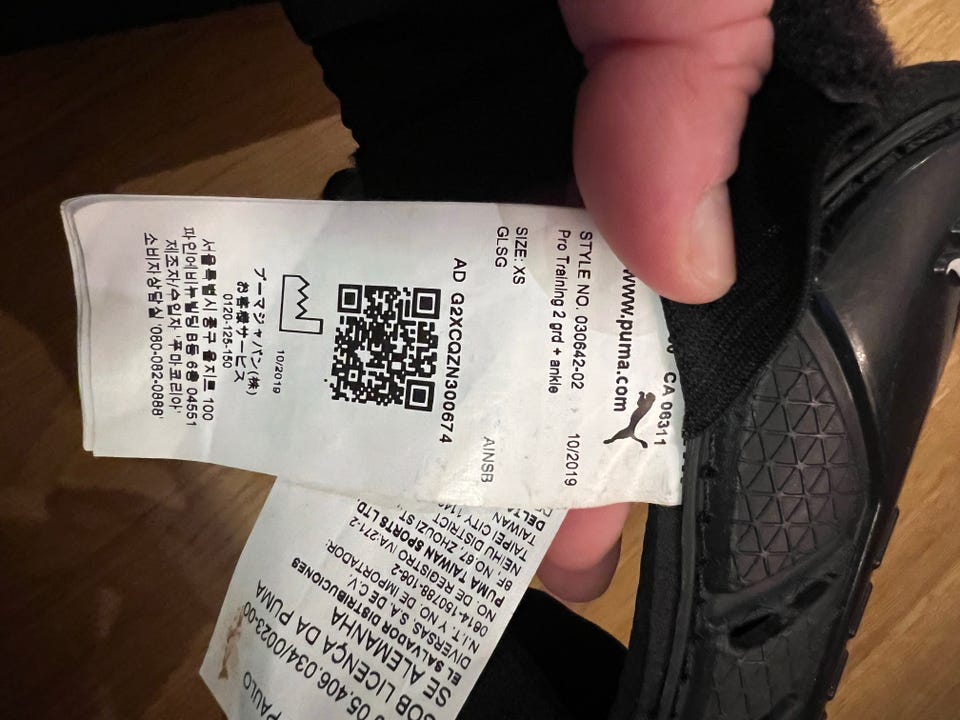 CA 06311
www.puma.com
STYLE NO. 030642-02 10/2019
Pro Training 2 grd + ankle
SIZE: XS
GLSG AINSB
AD Q2XCQZN300674
10/2019
プーマジャパン(株)
お客様サービス
0120-125-150
서울특별시 중구 을지로 100
파인에비뉴빌딩 B동 6층 04551
제조자/수입자 '푸마코리아'
소비자상담실 '080-082-0888'
PAULO
05.406.034/0023-00
SOB LICENÇA DA PUMA
SE ALEMANHA
EL SALVADOR DISTRIBUCIONES
DIVERSAS, S.A DE C.V.
N.I.T. Y NO. DE IMPORTADOR:
0614-150788-106-2
NO. DE REGISTRO IVA:271-2
PUMA TAIWAN SPORTS LTD.
8F, NO.67, ZHOUZI ST
NEIHU DISTRICT
TAIPEI CITY 114
TAIWAN
DELTA